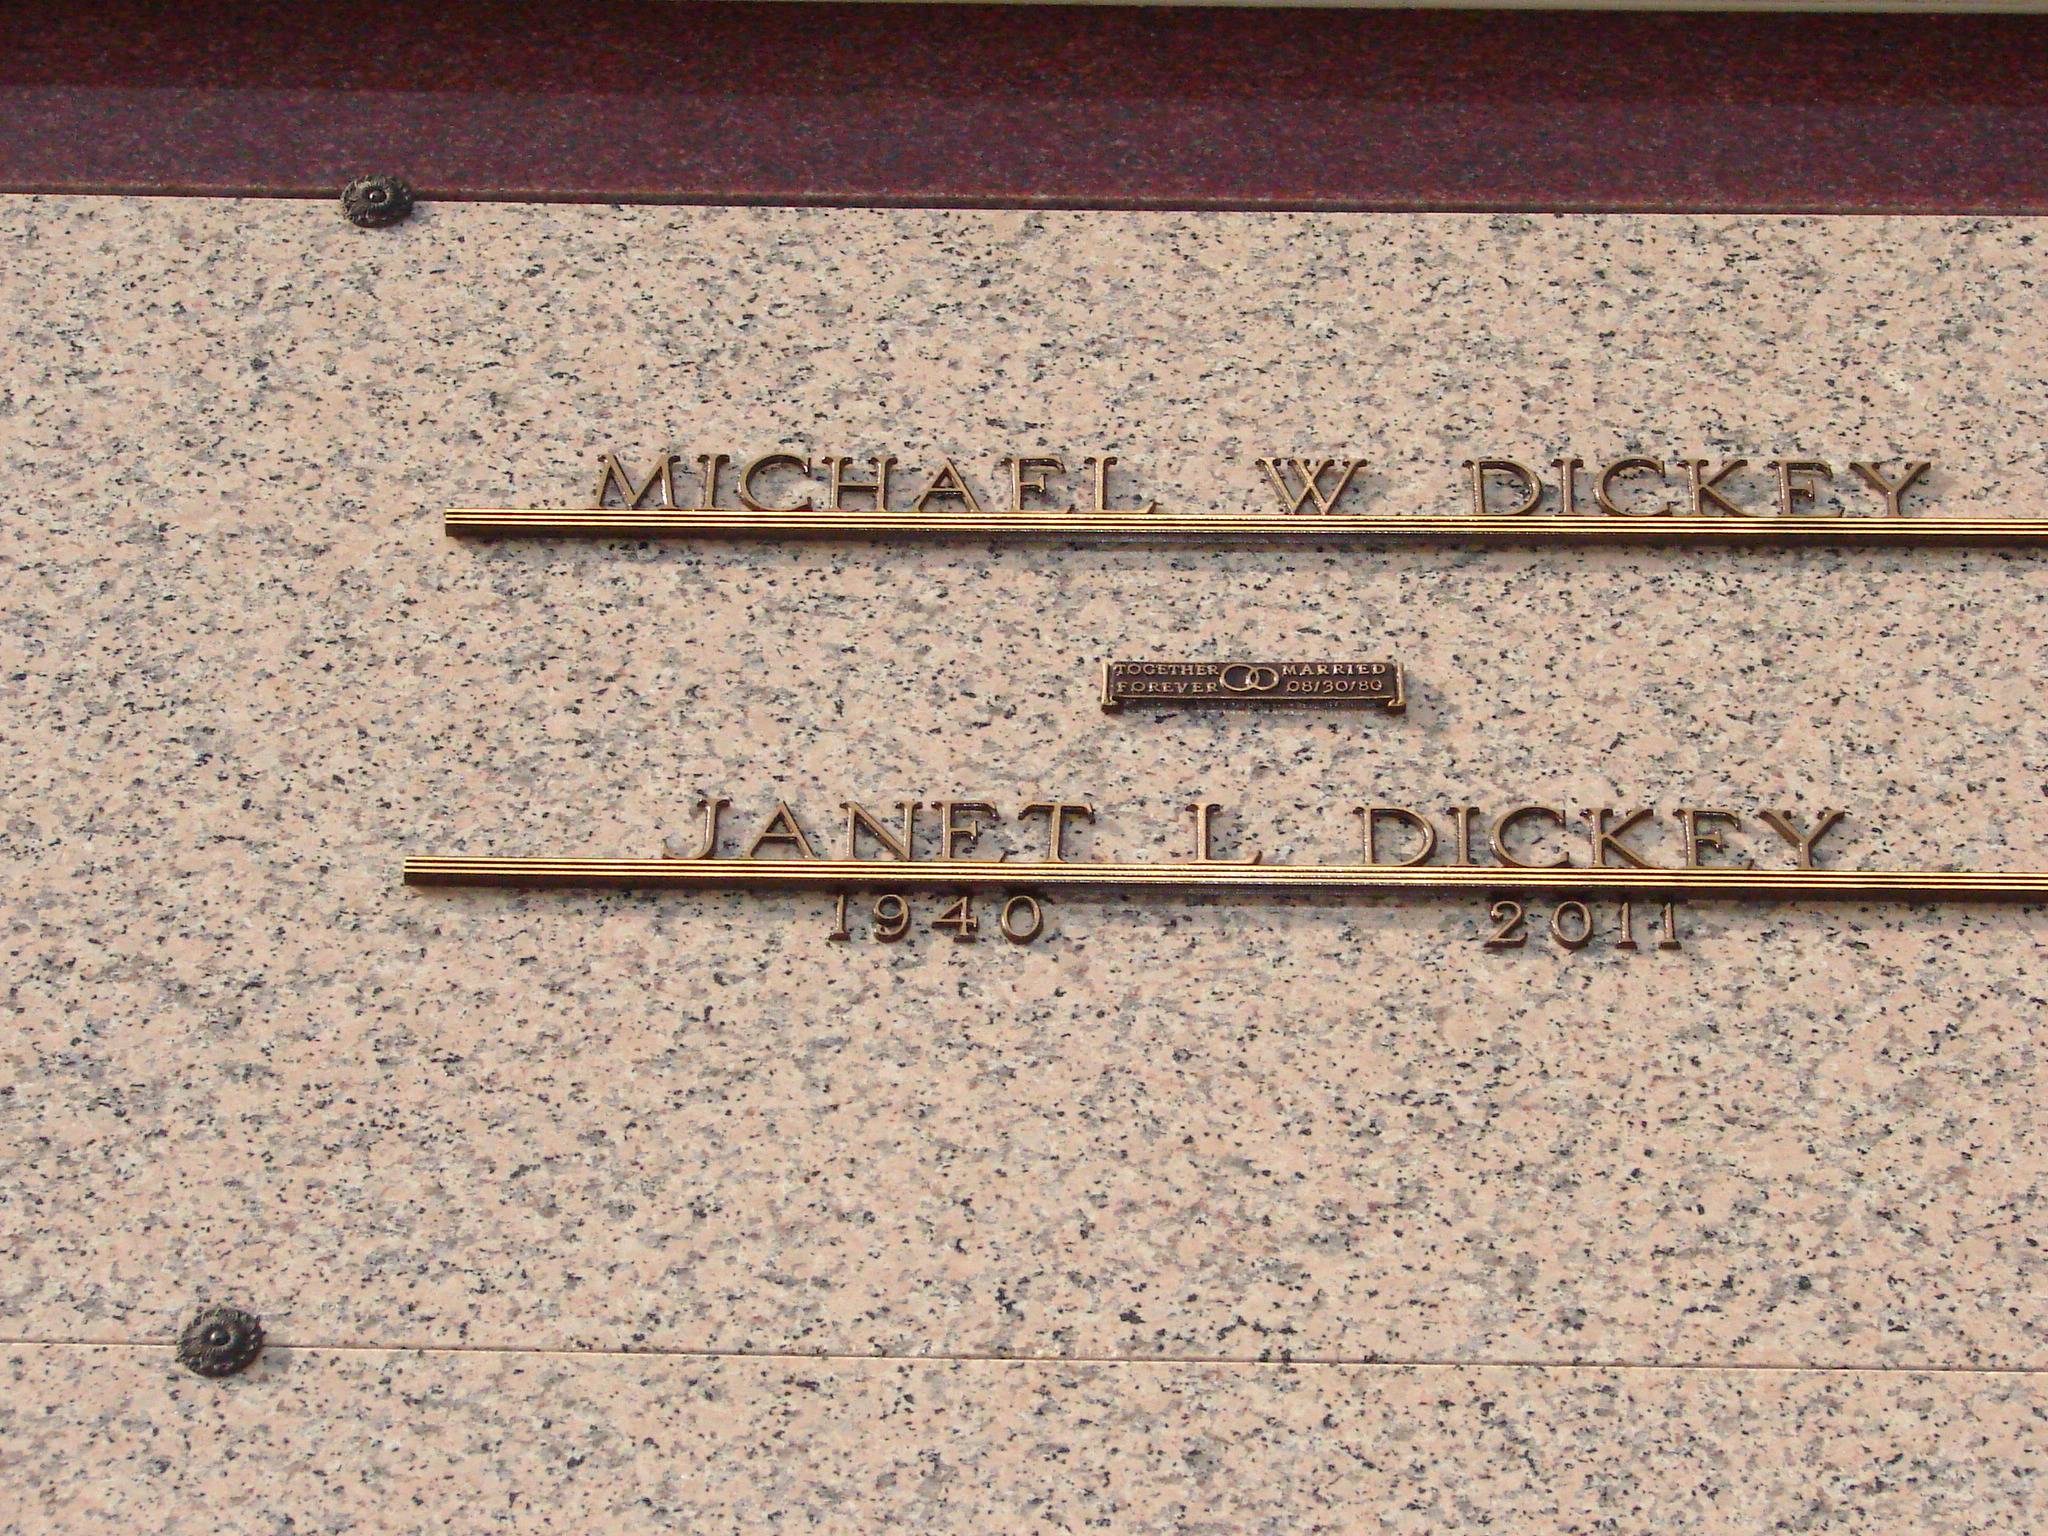 MICHAEL W DICKEY
TOGETHER MARRIED
FOREVER 08/30/80
JANET L DICKEY
1940 2011